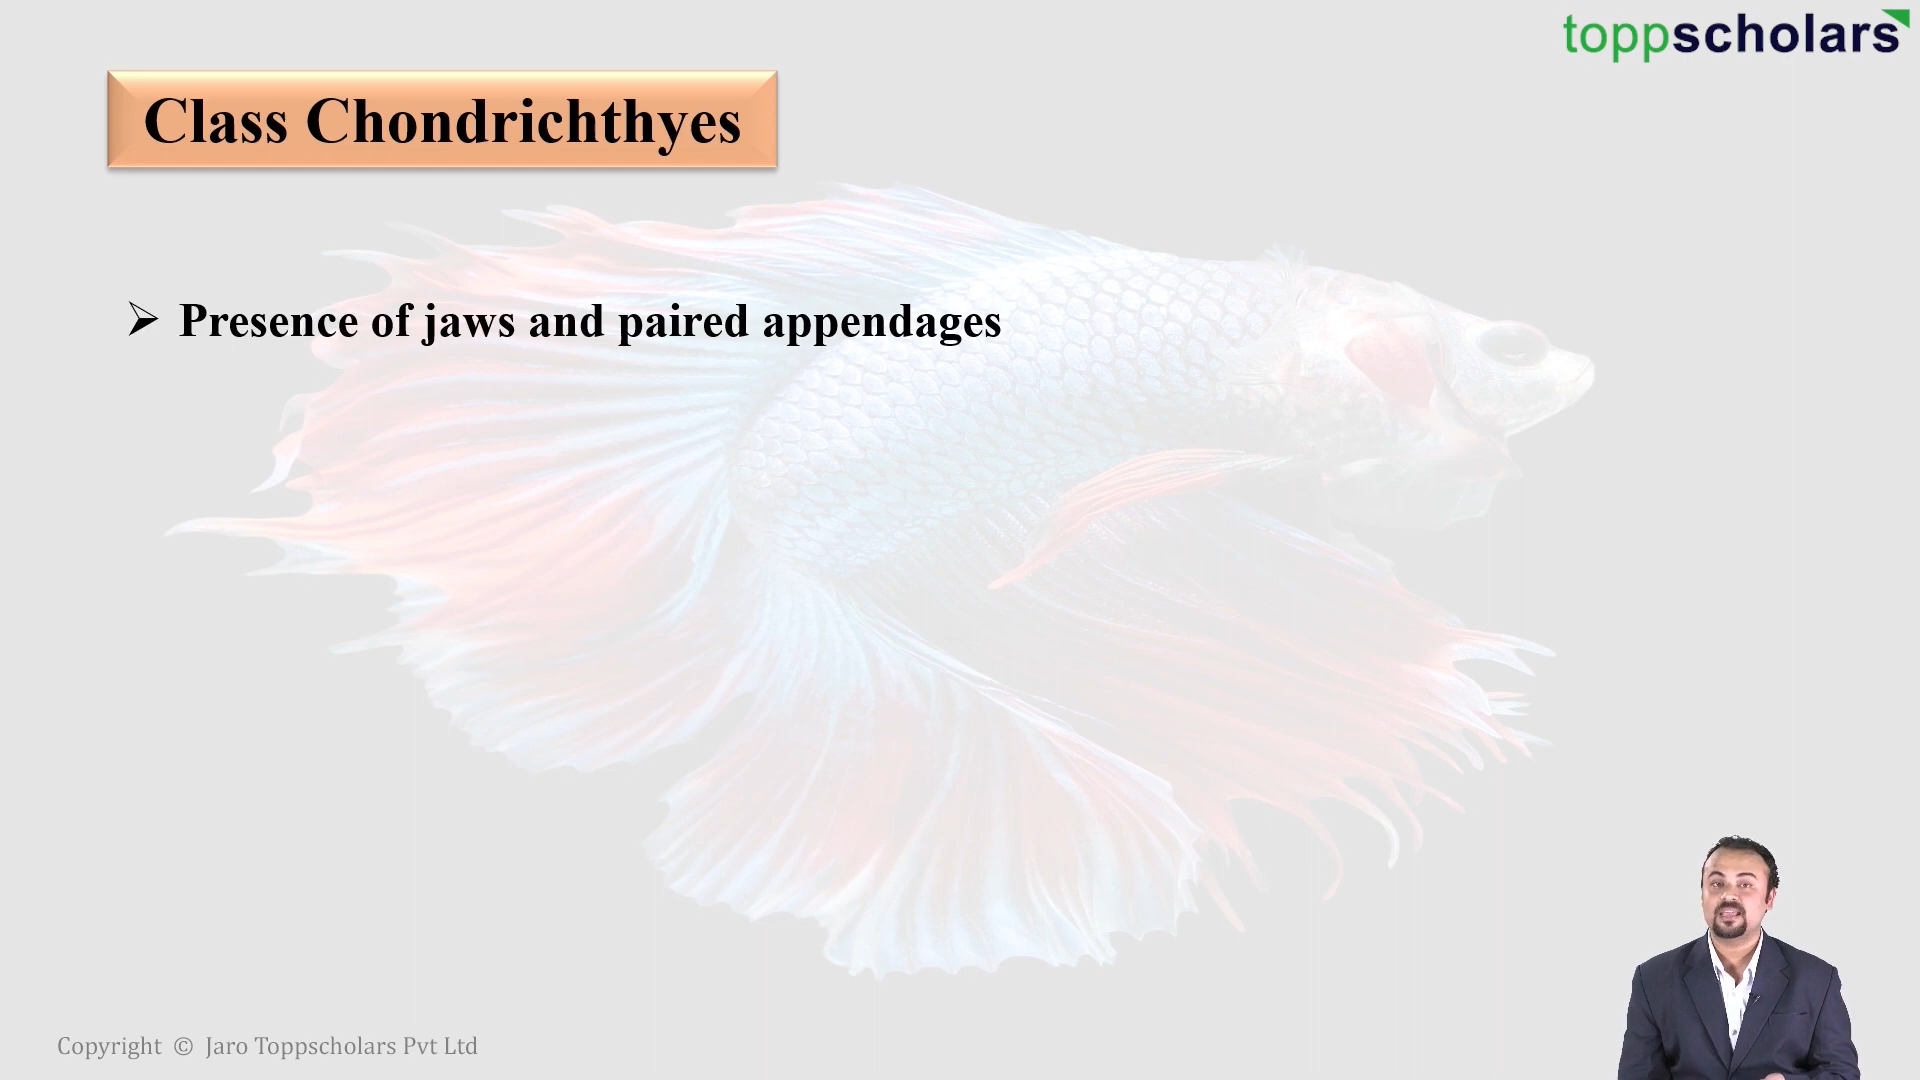 toppscholars
Class Chondrichthyes
➢ Presence of jaws and paired appendages
Copyright © Jaro Toppscholars Pvt Ltd